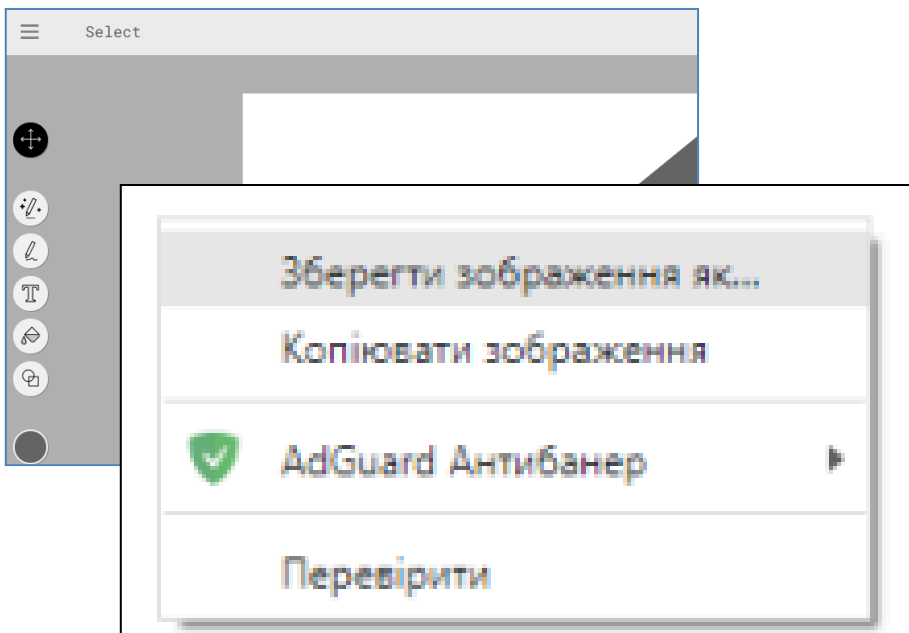 Select
T
Зберегти зображення як...
Копіювати зображення
AdGuard Антибанер
Перевірити